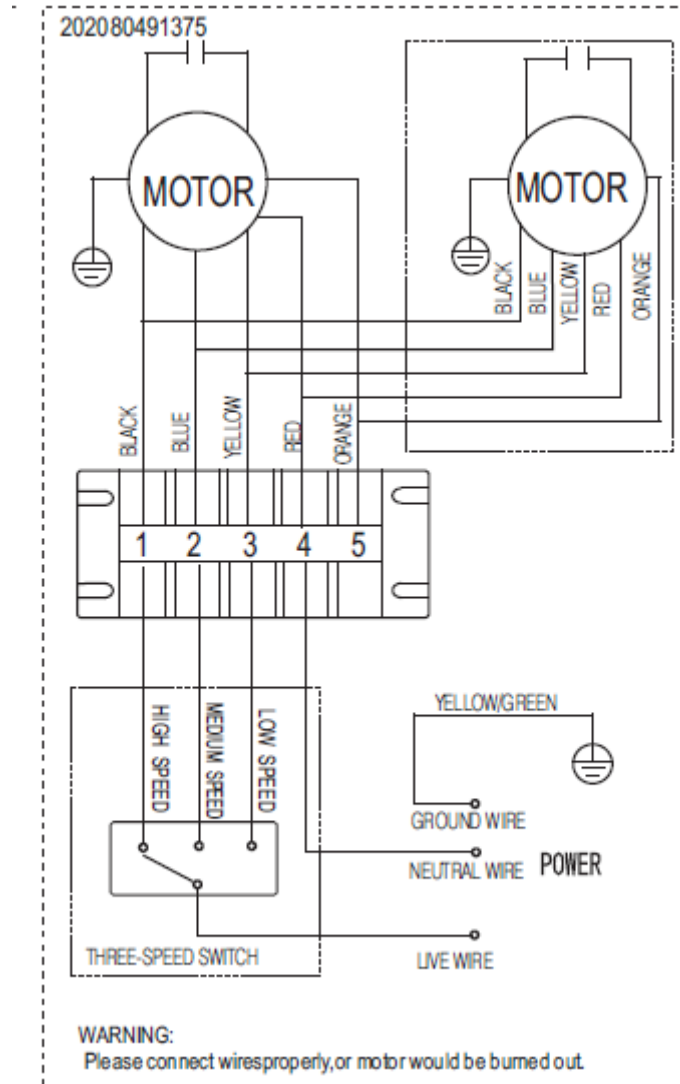 202080491375
MOTOR
MOTOR
BLACK
BLUE
YELLOW
RED
ORANGE
BLACK
BLUE
YELLOW
RED
ORANGE
1 2 3 4 5
HIGH SPEED
MEDIUM SPEED
LOW SPEED
YELLOW/GREEN
GROUND WIRE
NEUTRAL WIRE POWER
THREE-SPEED SWITCH
LIVE WIRE
WARNING:
Please connect wiresproperly,or motor would be burned out.